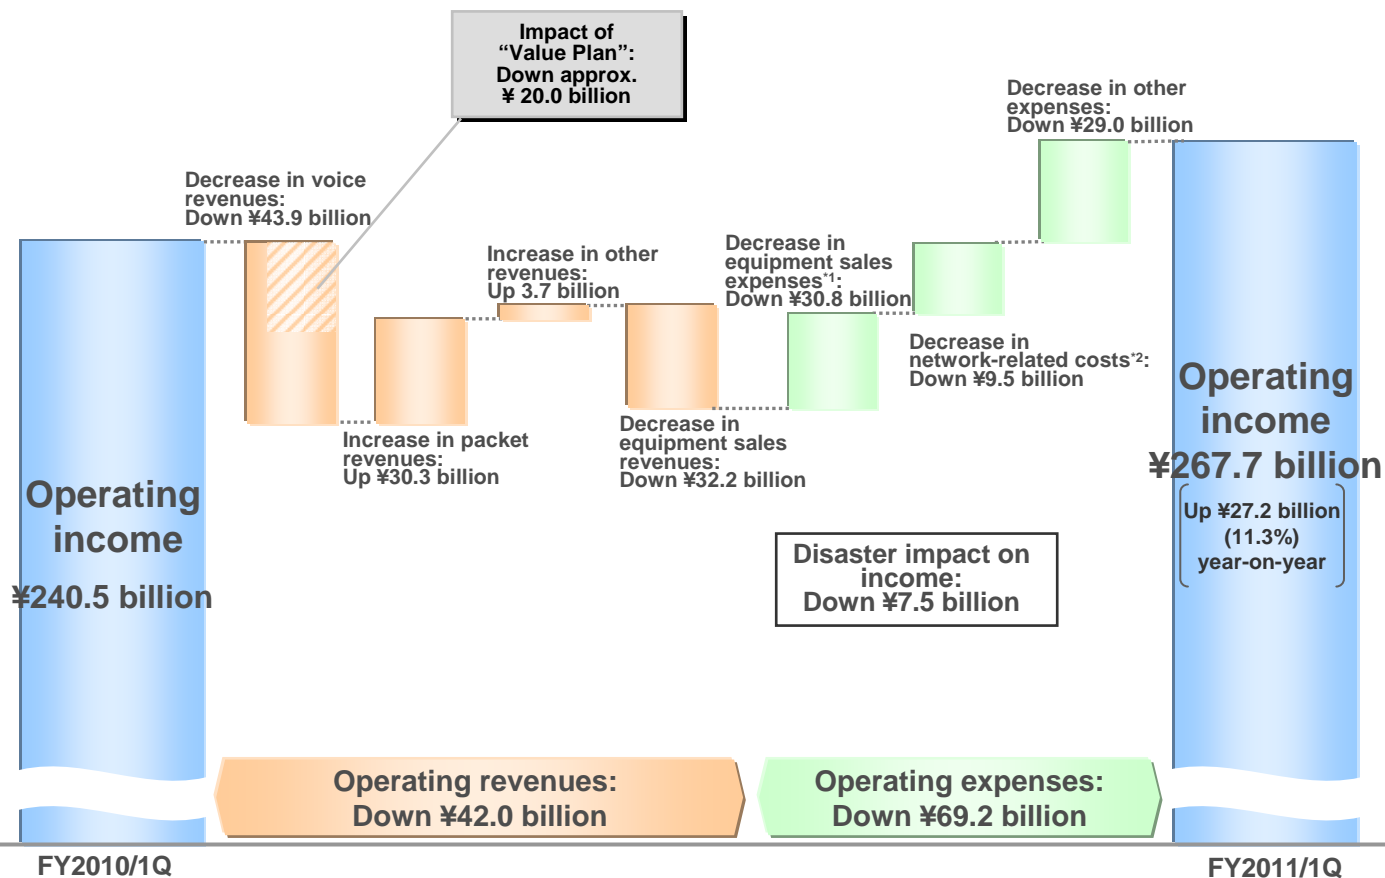 Impact of
“Value Plan”:
Down approx.
¥ 20.0 billion
Decrease in other
expenses:
Down ¥29.0 billion
Decrease in voice
revenues:
Down ¥43.9 billion
Increase in other
revenues:
Up 3.7 billion
Decrease in
equipment sales
expenses*1:
Down ¥30.8 billion
Decrease in
network-related costs*2:
Down ¥9.5 billion
Increase in packet
revenues:
Up ¥30.3 billion
Decrease in
equipment sales
revenues:
Down ¥32.2 billion
Operating
income
¥240.5 billion
Operating
income
¥267.7 billion
Up ¥27.2 billion
(11.3%)
year-on-year
Disaster impact on
income:
Down ¥7.5 billion
Operating revenues:
Down ¥42.0 billion
Operating expenses:
Down ¥69.2 billion
FY2010/1Q
FY2011/1Q